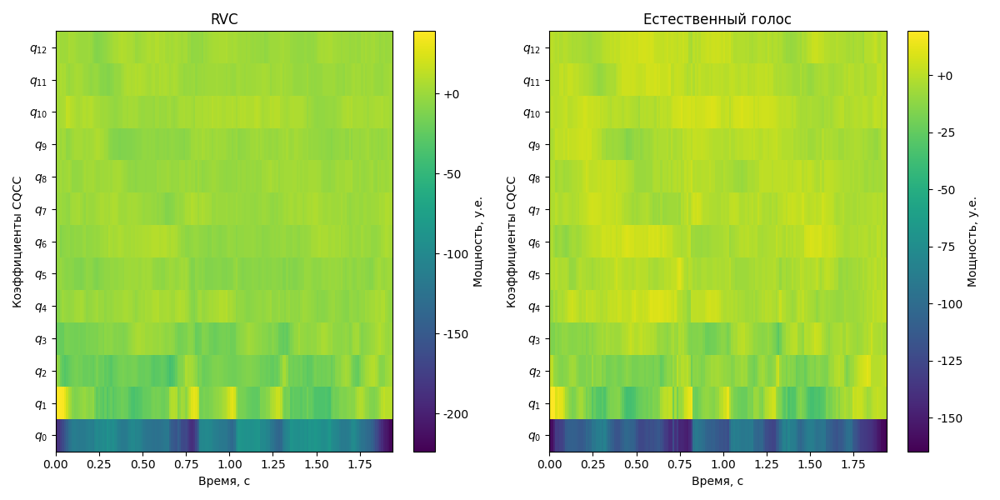 RVC
Естественный голос
q12
q11
q10
q9
q8
q7
q6
q5
q4
q3
q2
q1
q0
Коэффициенты CQCC
0.00 0.25 0.50 0.75 1.00 1.25 1.50 1.75
Время, с
+0
-50
-100
-150
-200
Мощность, у.е.
q12
q11
q10
q9
q8
q7
q6
q5
q4
q3
q2
q1
q0
Коэффициенты CQCC
0.00 0.25 0.50 0.75 1.00 1.25 1.50 1.75
Время, с
+0
-25
-50
-75
-100
-125
-150
Мощность, у.е.